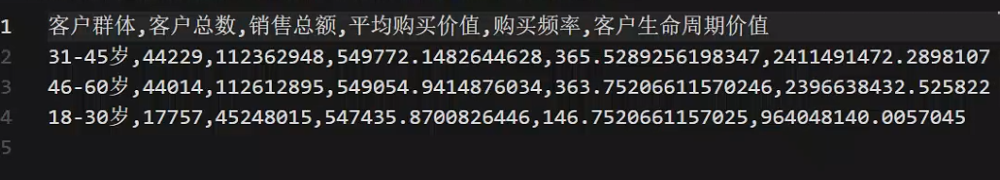 1 客户群体,客户总数,销售总额,平均购买价值,购买频率,客户生命周期价值
2 31-45岁,44229,112362948,549772.1482644628,365.5289256198347,2411491472.2898107
3 46-60岁,44014,112612895,549054.9414876034,363.75206611570246,2396638432.525822
4 18-30岁,17757,45248015,547435.8700826446,146.7520661157025,964048140.0057045
5